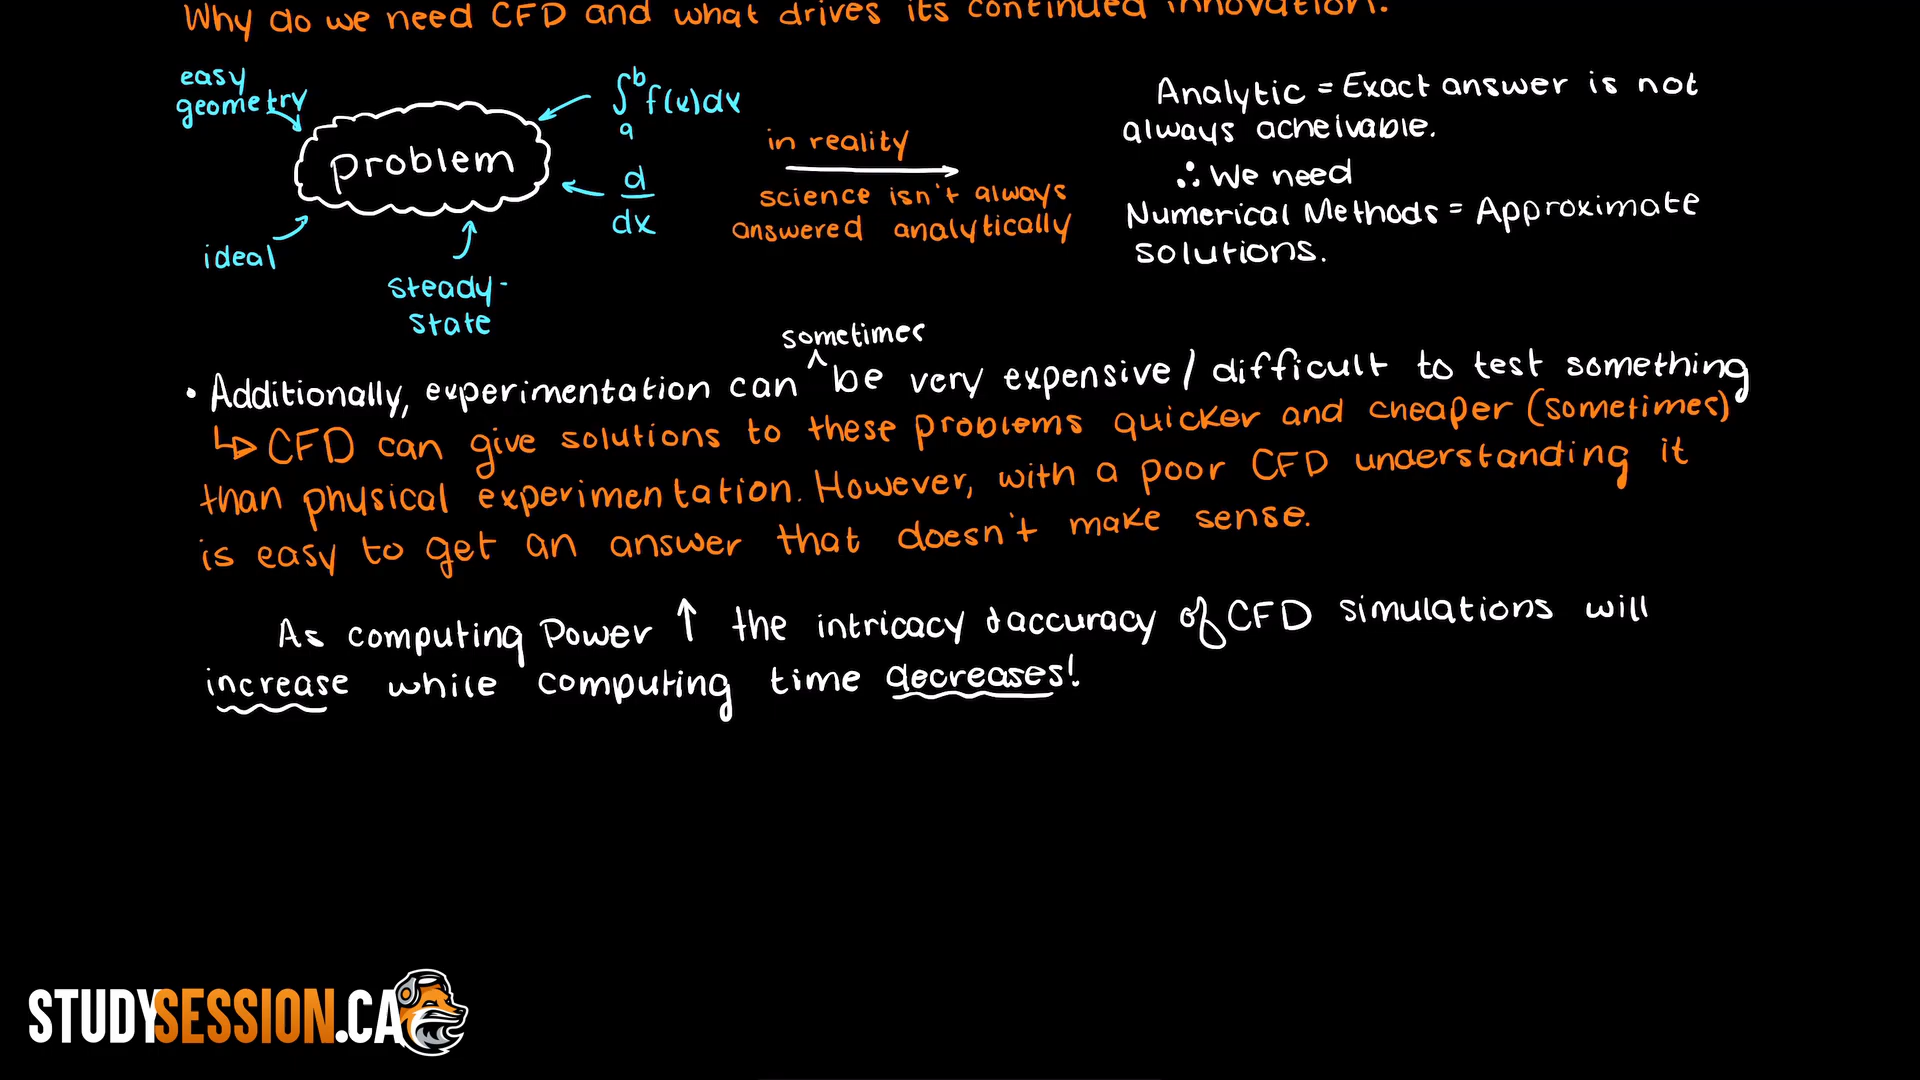 Why do we need CFD and what drives its continued innovation?
easy
geometry
problem
ideal
steady-
state
∫ₐᵇ f(x)dx
d
dx
in reality
science isn't always
answered analytically
Analytic = Exact answer is not
always acheivable.
∴ We need
Numerical Methods = Approximate
solutions.
sometimes
• Additionally, experimentation can ^ be very expensive / difficult to test something
↳ CFD can give solutions to these problems quicker and cheaper (sometimes)
than physical experimentation. However, with a poor CFD understanding it
is easy to get an answer that doesn't make sense.
As computing Power ↑ the intricacy & accuracy of CFD simulations will
increase while computing time decreases!
STUDYSESSION.CA